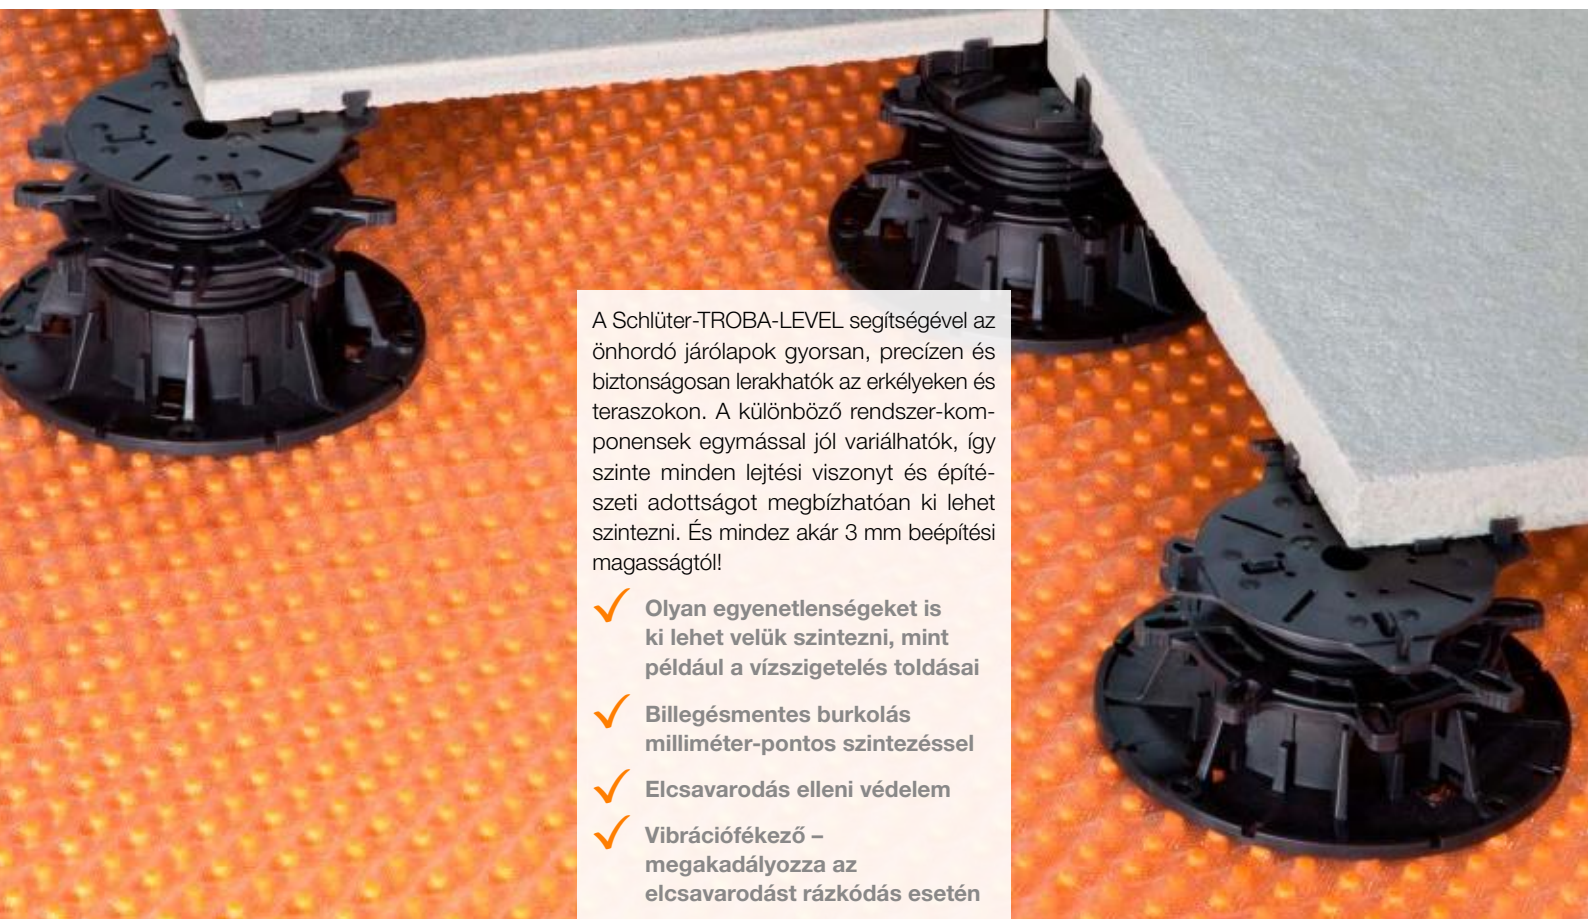 A Schlüter-TROBA-LEVEL segítségével az
önhordó járólapok gyorsan, precízen és
biztonságosan lerakhatók az erkélyeken és
teraszokon. A különböző rendszer-kom-
ponensek egymással jól variálhatók, így
szinte minden lejtési viszonyt és építé-
szeti adottságot megbízhatóan ki lehet
szintezni. És mindez akár 3 mm beépítési
magasságtól!
Olyan egyenetlenségeket is
ki lehet velük szintezni, mint
például a vízszigetelés toldásai
Billegésmentes burkolás
milliméter-pontos szintezéssel
Elcsavarodás elleni védelem
Vibrációfékező –
megakadályozza az
elcsavarodást rázkódás esetén